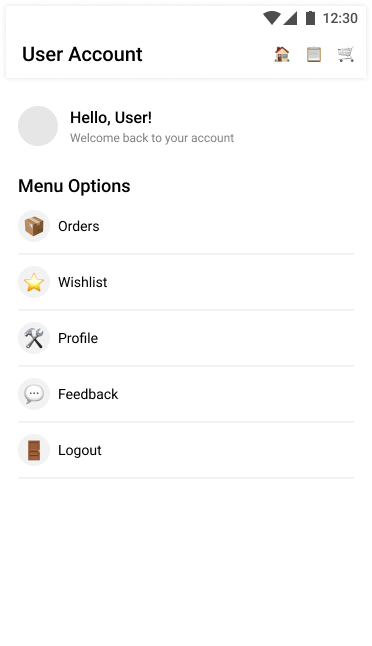 12:30
User Account
Hello, User!
Welcome back to your account
Menu Options
Orders
Wishlist
Profile
Feedback
Logout